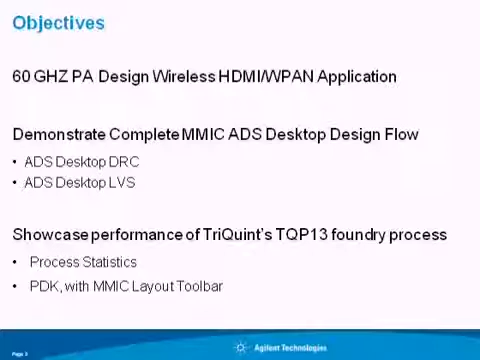 Objectives
60 GHZ PA Design Wireless HDMI/WPAN Application
Demonstrate Complete MMIC ADS Desktop Design Flow
• ADS Desktop DRC
• ADS Desktop LVS
Showcase performance of TriQuint's TQP13 foundry process
• Process Statistics
• PDK, with MMIC Layout Toolbar
Agilent Technologies